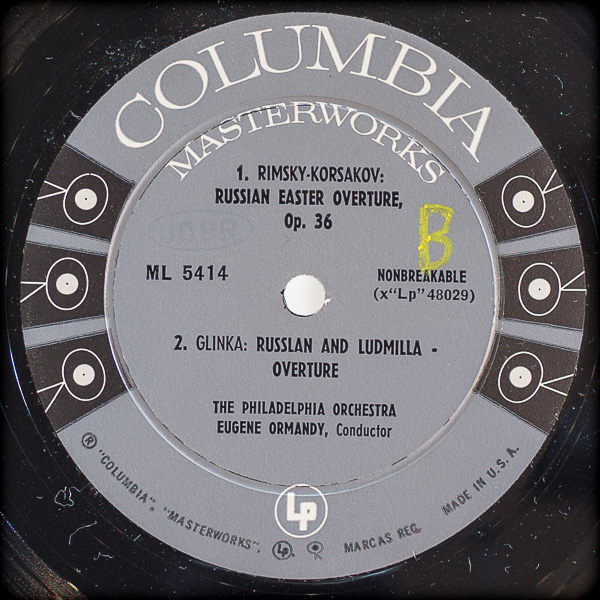 COLUMBIA
MASTERWORKS
1. RIMSKY-KORSAKOV:
RUSSIAN EASTER OVERTURE,
Op. 36
B
ML 5414
NONBREAKABLE
(x“Lp” 48029)
2. GLINKA: RUSSLAN AND LUDMILLA -
OVERTURE
THE PHILADELPHIA ORCHESTRA
EUGENE ORMANDY, Conductor
Lp
® “COLUMBIA”, “MASTERWORKS”, Lp MARCAS REG. MADE IN U.S.A.